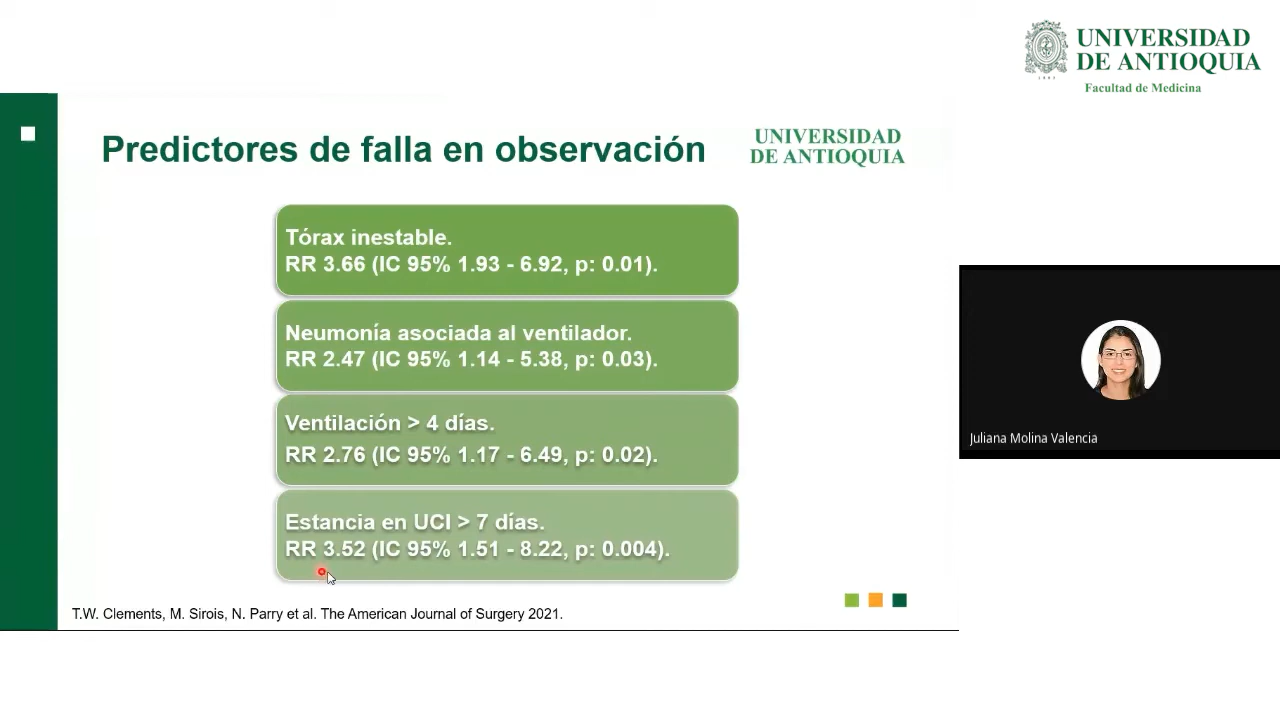 UNIVERSIDAD
DE ANTIOQUIA
1803
Facultad de Medicina
Predictores de falla en observación
UNIVERSIDAD
DE ANTIOQUIA
Tórax inestable.
RR 3.66 (IC 95% 1.93 - 6.92, p: 0.01).
Neumonía asociada al ventilador.
RR 2.47 (IC 95% 1.14 - 5.38, p: 0.03).
Ventilación > 4 días.
RR 2.76 (IC 95% 1.17 - 6.49, p: 0.02).
Estancia en UCI > 7 días.
RR 3.52 (IC 95% 1.51 - 8.22, p: 0.004).
T.W. Clements, M. Sirois, N. Parry et al. The American Journal of Surgery 2021.
Juliana Molina Valencia